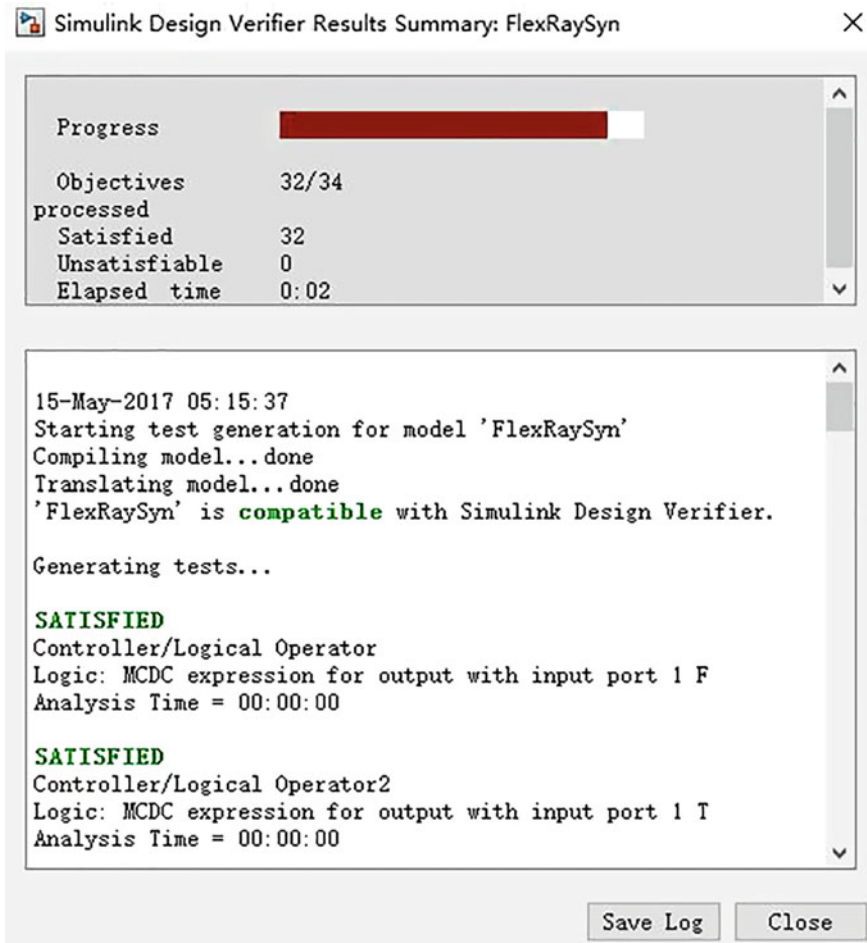 Simulink Design Verifier Results Summary: FlexRaySyn
Progress
Objectives 32/34
processed
Satisfied 32
Unsatisfiable 0
Elapsed time 0:02
15-May-2017 05:15:37
Starting test generation for model 'FlexRaySyn'
Compiling model...done
Translating model...done
'FlexRaySyn' is compatible with Simulink Design Verifier.
Generating tests...
SATISFIED
Controller/Logical Operator
Logic: MCDC expression for output with input port 1 F
Analysis Time = 00:00:00
SATISFIED
Controller/Logical Operator2
Logic: MCDC expression for output with input port 1 T
Analysis Time = 00:00:00
Save Log Close